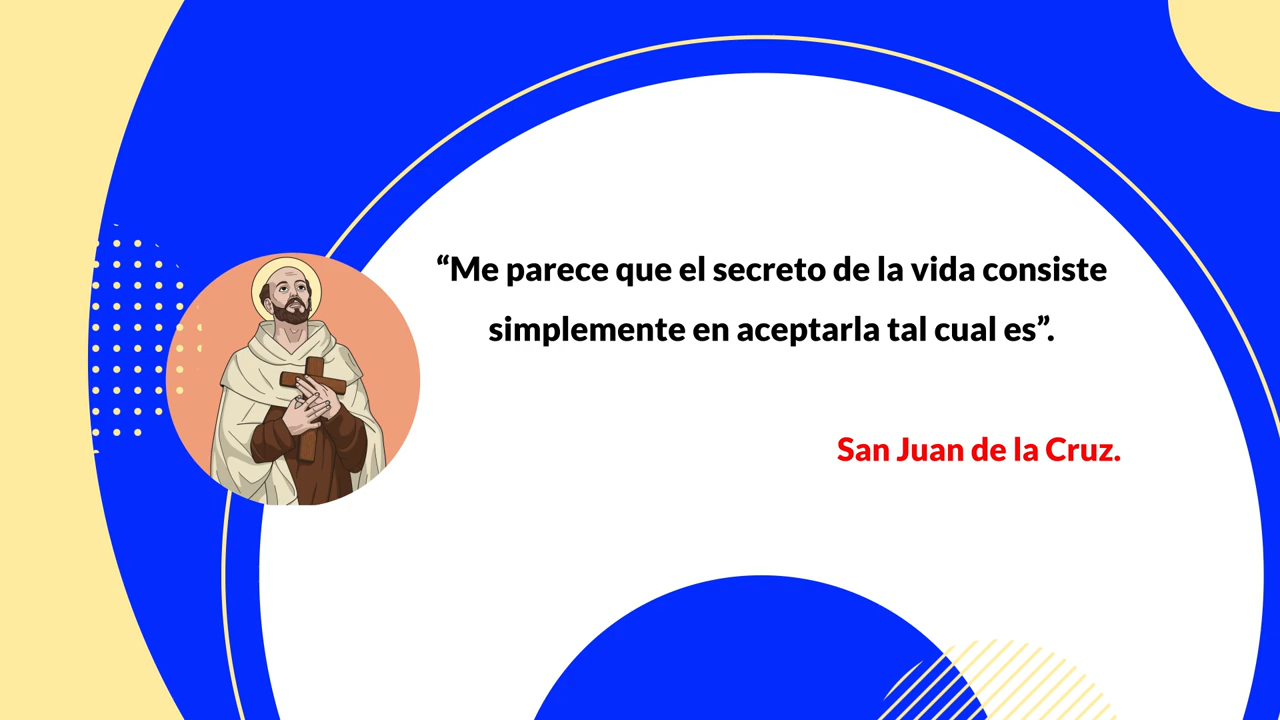 “Me parece que el secreto de la vida consiste
simplemente en aceptarla tal cual es”.
San Juan de la Cruz.